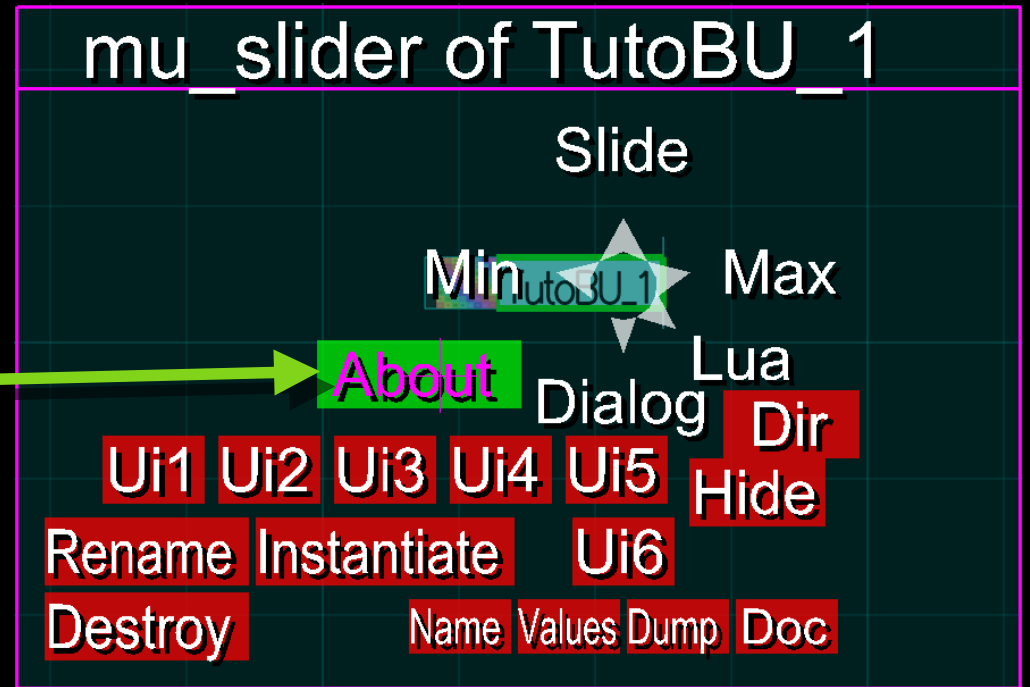 mu_slider of TutoBU_1
Slide
Min TutoBU_1 Max
About Lua
Dialog Dir
Ui1 Ui2 Ui3 Ui4 Ui5 Hide
Rename Instantiate Ui6
Destroy Name Values Dump Doc